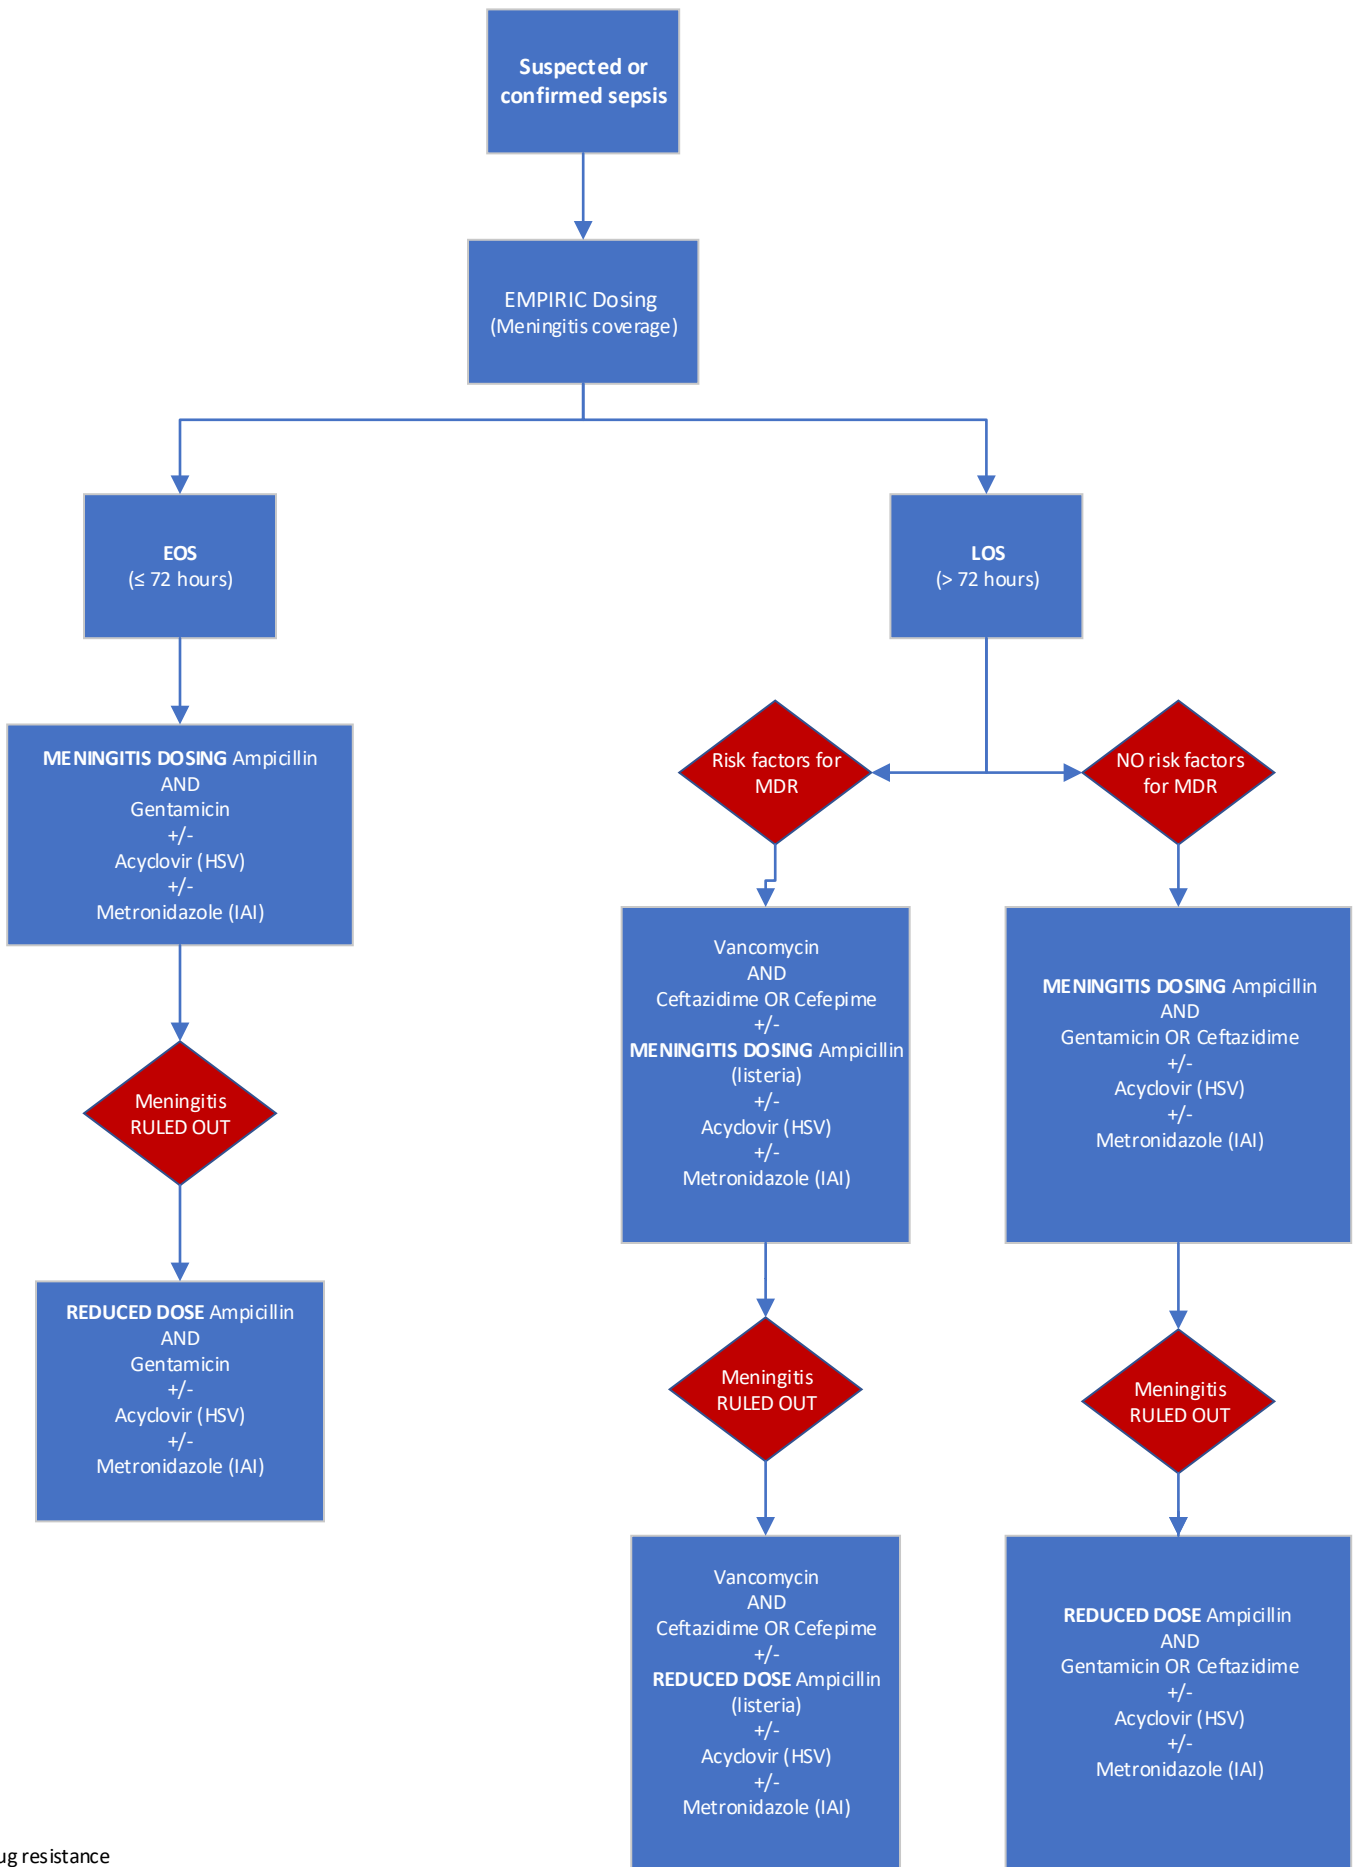 Suspected or
confirmed sepsis
EMPIRIC Dosing
(Meningitis coverage)
EOS
(≤ 72 hours)
LOS
(> 72 hours)
Risk factors for
MDR
NO risk factors
for MDR
MENINGITIS DOSING Ampicillin
AND
Gentamicin
+/-
Acyclovir (HSV)
+/-
Metronidazole (IAI)
Vancomycin
AND
Ceftazidime OR Cefepime
+/-
MENINGITIS DOSING Ampicillin
(listeria)
+/-
Acyclovir (HSV)
+/-
Metronidazole (IAI)
MENINGITIS DOSING Ampicillin
AND
Gentamicin OR Ceftazidime
+/-
Acyclovir (HSV)
+/-
Metronidazole (IAI)
Meningitis
RULED OUT
Meningitis
RULED OUT
Meningitis
RULED OUT
REDUCED DOSE Ampicillin
AND
Gentamicin
+/-
Acyclovir (HSV)
+/-
Metronidazole (IAI)
Vancomycin
AND
Ceftazidime OR Cefepime
+/-
REDUCED DOSE Ampicillin
(listeria)
+/-
Acyclovir (HSV)
+/-
Metronidazole (IAI)
REDUCED DOSE Ampicillin
AND
Gentamicin OR Ceftazidime
+/-
Acyclovir (HSV)
+/-
Metronidazole (IAI)
ug resistance